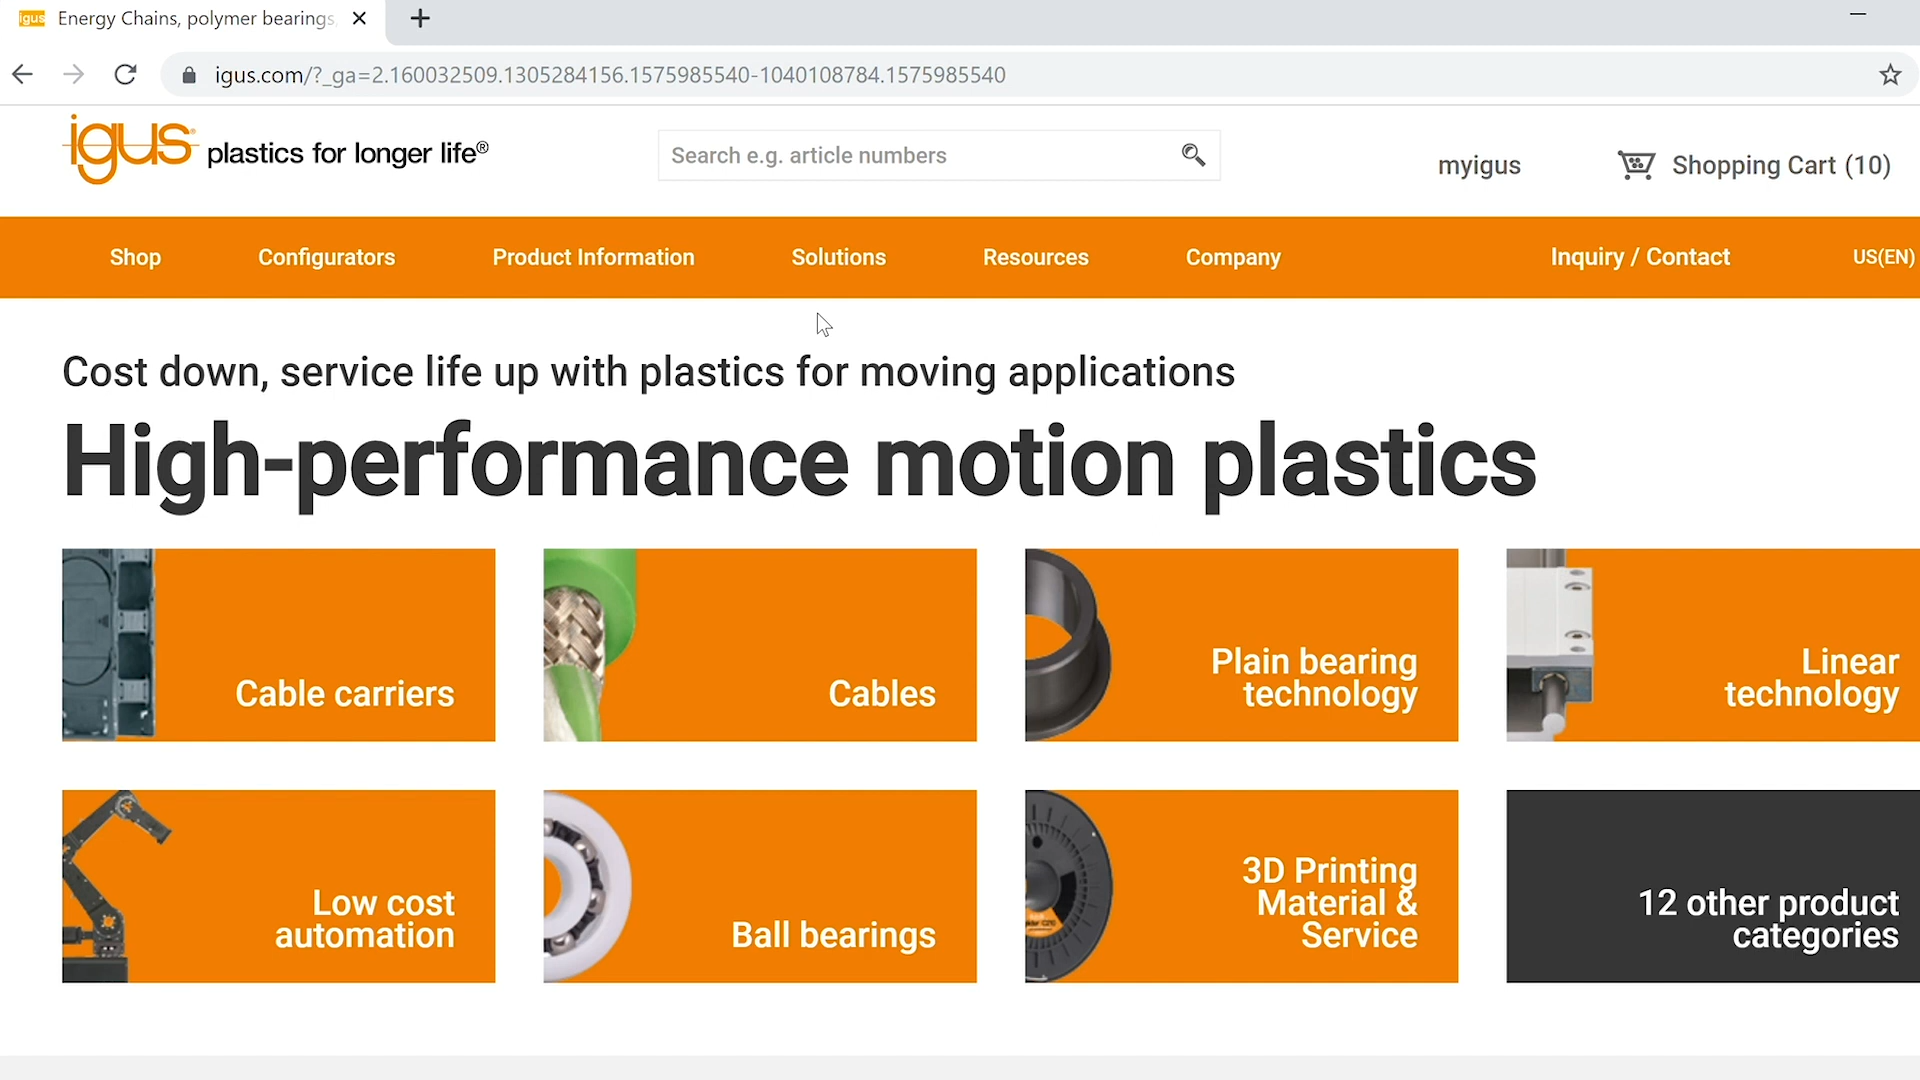 igus
Energy Chains, polymer bearings,
igus.com/?_ga=2.160032509.1305284156.1575985540-1040108784.1575985540
igus® plastics for longer life®
Search e.g. article numbers
myigus
Shopping Cart (10)
Shop
Configurators
Product Information
Solutions
Resources
Company
Inquiry / Contact
US(EN)
Cost down, service life up with plastics for moving applications
High-performance motion plastics
Cable carriers
Cables
Plain bearing
technology
Linear
technology
Low cost
automation
Ball bearings
3D Printing
Material &
Service
12 other product
categories